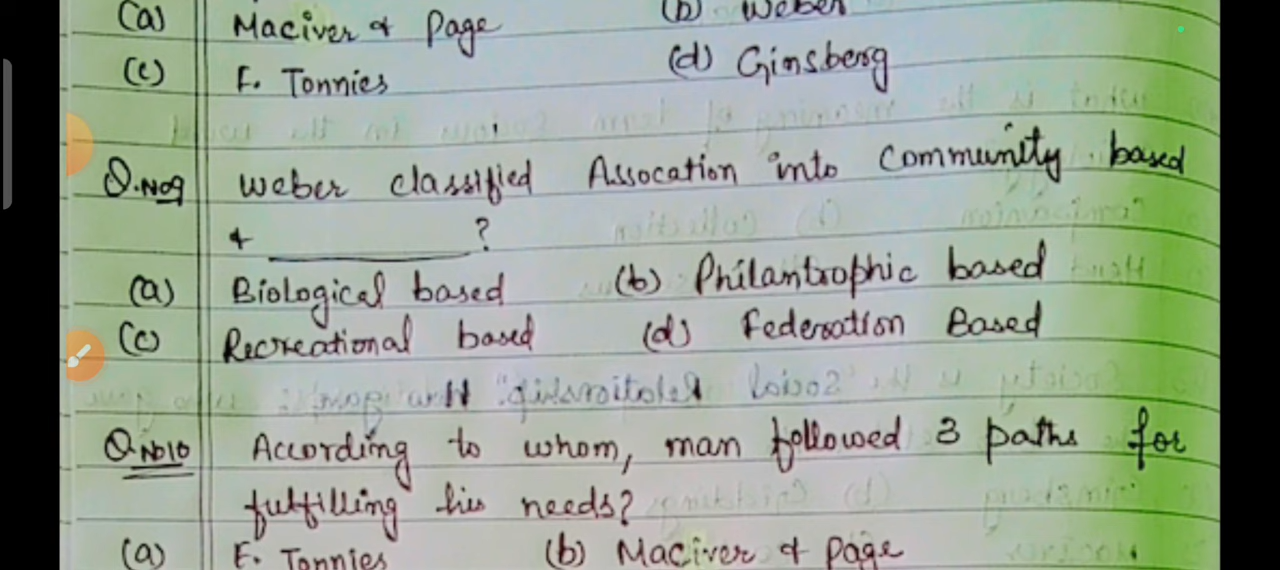 (a) Maciver & Page (b) Weber
(c) F. Tonnies (d) Ginsberg
Q.No9 Weber classified Assocation into Community based
& ________ ?
(a) Biological based (b) Philantrophic based
(c) Recreational based (d) Federation Based
Q.No10 According to whom, man followed 3 paths for
fulfilling his needs?
(a) F. Tonnies (b) Maciver & Page